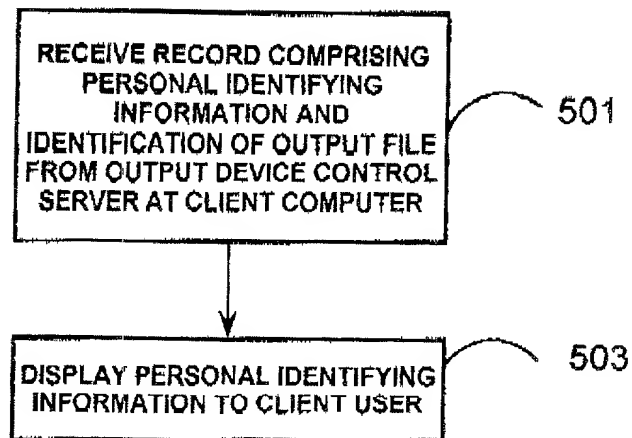 RECEIVE RECORD COMPRISING
PERSONAL IDENTIFYING
INFORMATION AND
IDENTIFICATION OF OUTPUT FILE
FROM OUTPUT DEVICE CONTROL
SERVER AT CLIENT COMPUTER
501
DISPLAY PERSONAL IDENTIFYING
INFORMATION TO CLIENT USER
503